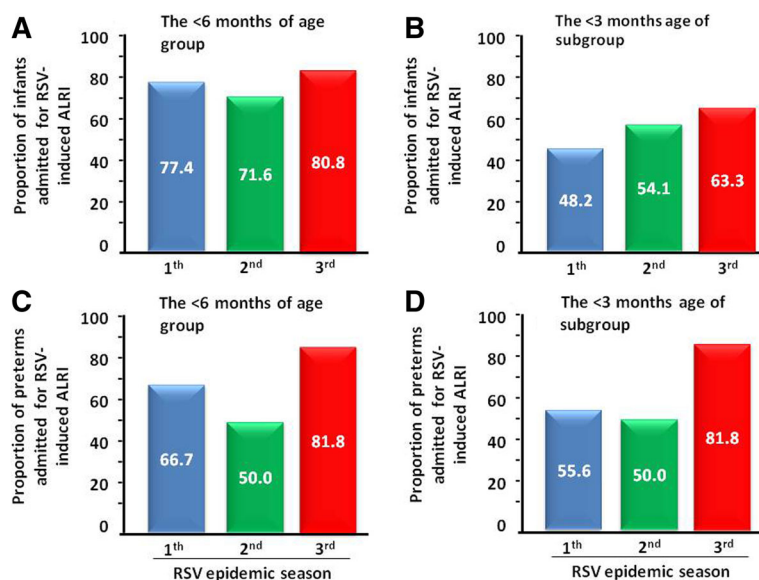 A
The <6 months of age
group
Proportion of infants
admitted for RSV-
induced ALRI
100
80
60
40
20
0
77.4
71.6
80.8
1th
2nd
3rd
B
The <3 months age of
subgroup
Proportion of infants
admitted for RSV-
induced ALRI
100
80
60
40
20
0
48.2
54.1
63.3
1th
2nd
3rd
C
The <6 months of age
group
Proportion of preterms
admitted for RSV-
induced ALRI
100
80
60
40
20
0
66.7
50.0
81.8
1th
2nd
3rd
RSV epidemic season
D
The <3 months age of
subgroup
Proportion of preterms
admitted for RSV-
induced ALRI
100
80
60
40
20
0
55.6
50.0
81.8
1th
2nd
3rd
RSV epidemic season